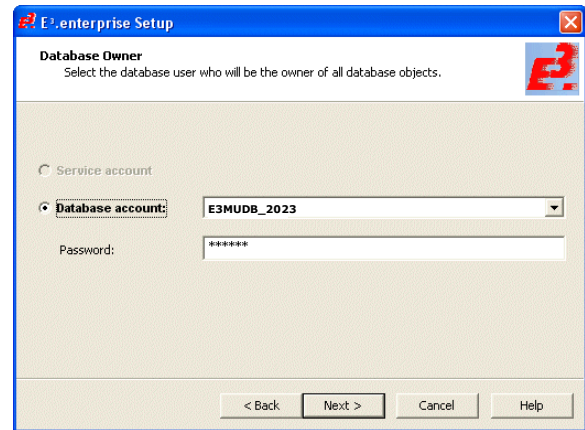 E³.enterprise Setup
Database Owner
Select the database user who will be the owner of all database objects.
E3.
Service account
Database account: E3MUDB_2023
Password: ******
< Back Next > Cancel Help